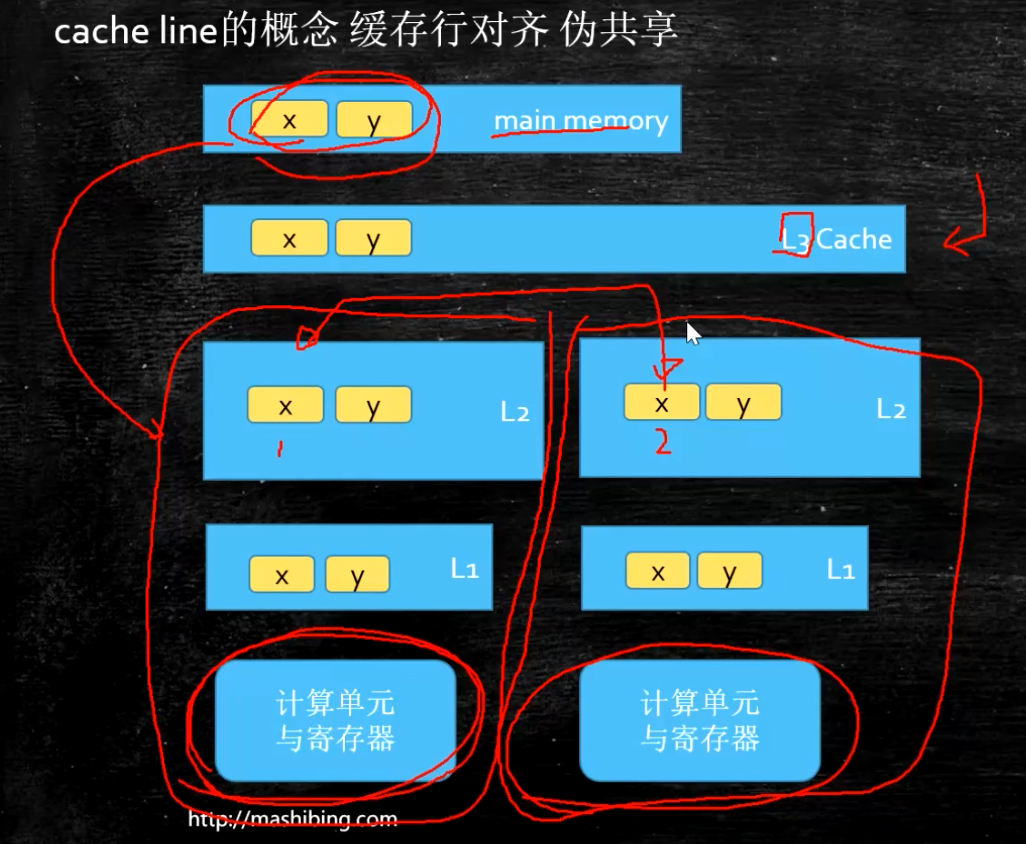 cache line的概念 缓存行对齐 伪共享
x y main memory
x y L3 Cache
x y L2
1
x y L2
2
x y L1
x y L1
计算单元
与寄存器
计算单元
与寄存器
http://mashibing.com